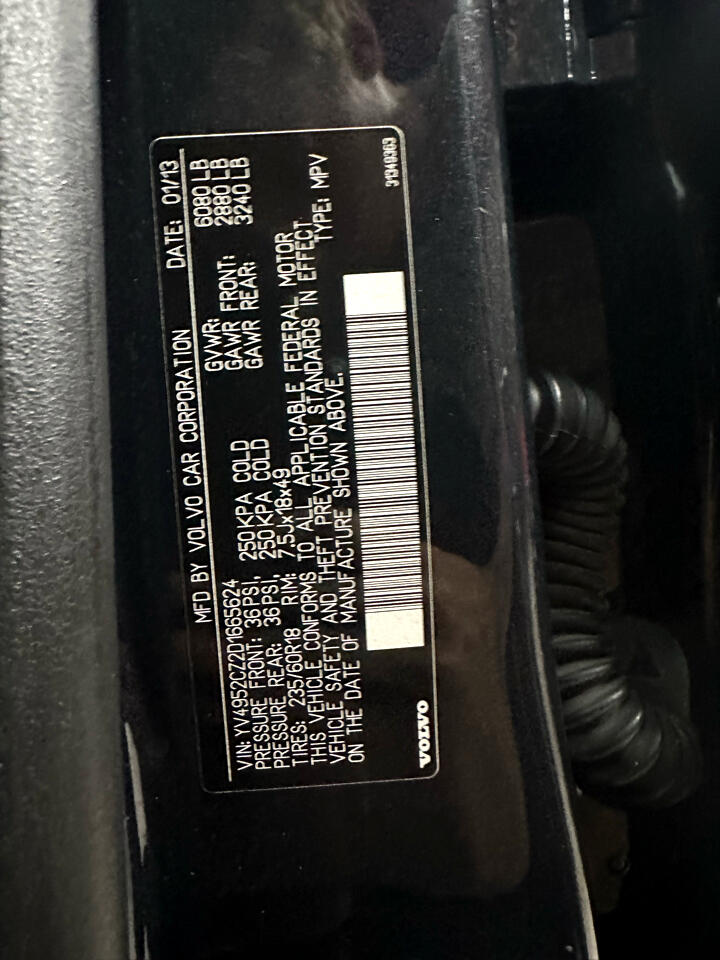 MFD BY VOLVO CAR CORPORATION DATE: 01/13
VIN: YV4952CZ2D1665624 GVWR: 6080 LB
PRESSURE FRONT: 36PSI, 250KPA COLD GAWR FRONT: 2880 LB
PRESSURE REAR: 36PSI, 250KPA COLD GAWR REAR: 3240 LB
TIRES: 235/60R18 RIM: 7,5Jx18x49
THIS VEHICLE CONFORMS TO ALL APPLICABLE FEDERAL MOTOR
VEHICLE SAFETY AND THEFT PREVENTION STANDARDS IN EFFECT
ON THE DATE OF MANUFACTURE SHOWN ABOVE. TYPE: MPV
VOLVO 31349363